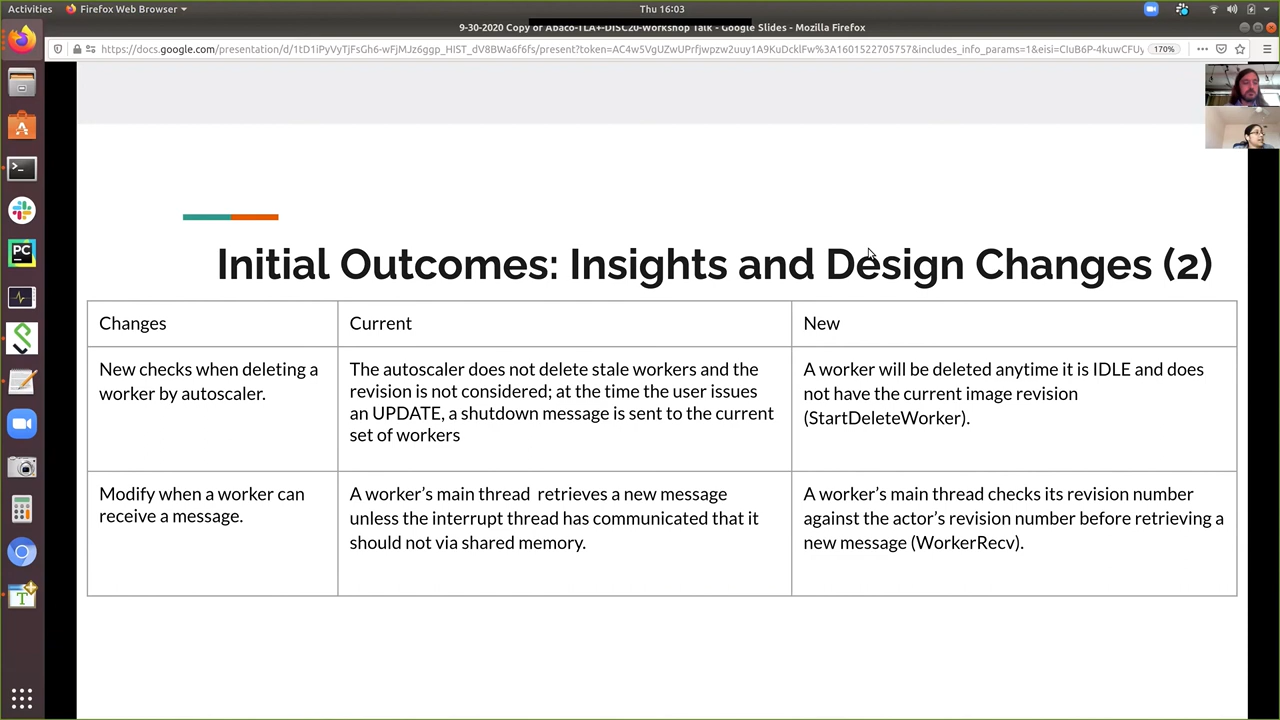 Activities
Firefox Web Browser
Thu 16:03
9-30-2020 Copy of Abaco-TLA+-DISC20-Workshop Talk - Google Slides - Mozilla Firefox
170%
Initial Outcomes: Insights and Design Changes (2)
Changes
Current
New
New checks when deleting a
worker by autoscaler.
The autoscaler does not delete stale workers and the
revision is not considered; at the time the user issues
an UPDATE, a shutdown message is sent to the current
set of workers
A worker will be deleted anytime it is IDLE and does
not have the current image revision
(StartDeleteWorker).
Modify when a worker can
receive a message.
A worker's main thread retrieves a new message
unless the interrupt thread has communicated that it
should not via shared memory.
A worker's main thread checks its revision number
against the actor's revision number before retrieving a
new message (WorkerRecv).
PC
T